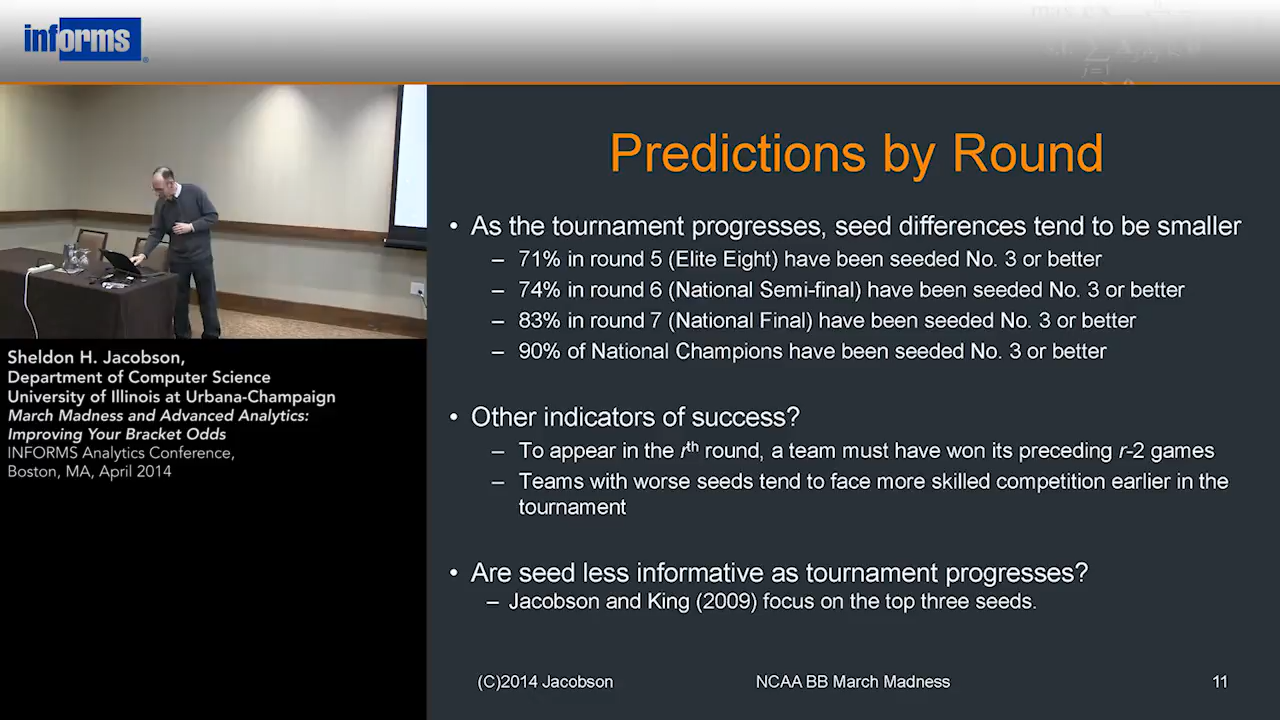 informs
Predictions by Round
• As the tournament progresses, seed differences tend to be smaller
– 71% in round 5 (Elite Eight) have been seeded No. 3 or better
– 74% in round 6 (National Semi-final) have been seeded No. 3 or better
– 83% in round 7 (National Final) have been seeded No. 3 or better
– 90% of National Champions have been seeded No. 3 or better
• Other indicators of success?
– To appear in the rth round, a team must have won its preceding r-2 games
– Teams with worse seeds tend to face more skilled competition earlier in the
tournament
• Are seed less informative as tournament progresses?
– Jacobson and King (2009) focus on the top three seeds.
(C)2014 Jacobson
NCAA BB March Madness
11
Sheldon H. Jacobson,
Department of Computer Science
University of Illinois at Urbana-Champaign
March Madness and Advanced Analytics:
Improving Your Bracket Odds
INFORMS Analytics Conference,
Boston, MA, April 2014